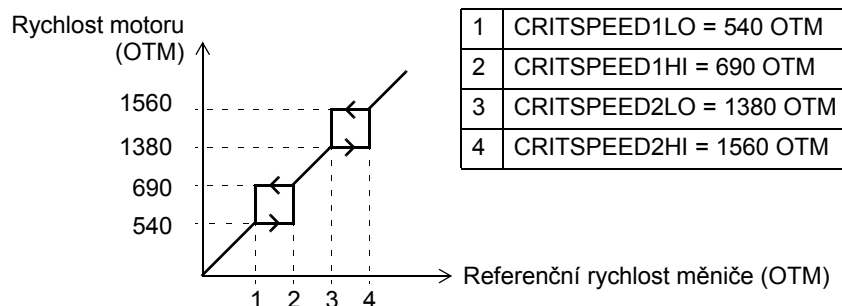 Rychlost motoru
(OTM)
1560
1380
690
540
1 2 3 4
Referenční rychlost měniče (OTM)
1 CRITSPEED1LO = 540 OTM
2 CRITSPEED1HI = 690 OTM
3 CRITSPEED2LO = 1380 OTM
4 CRITSPEED2HI = 1560 OTM